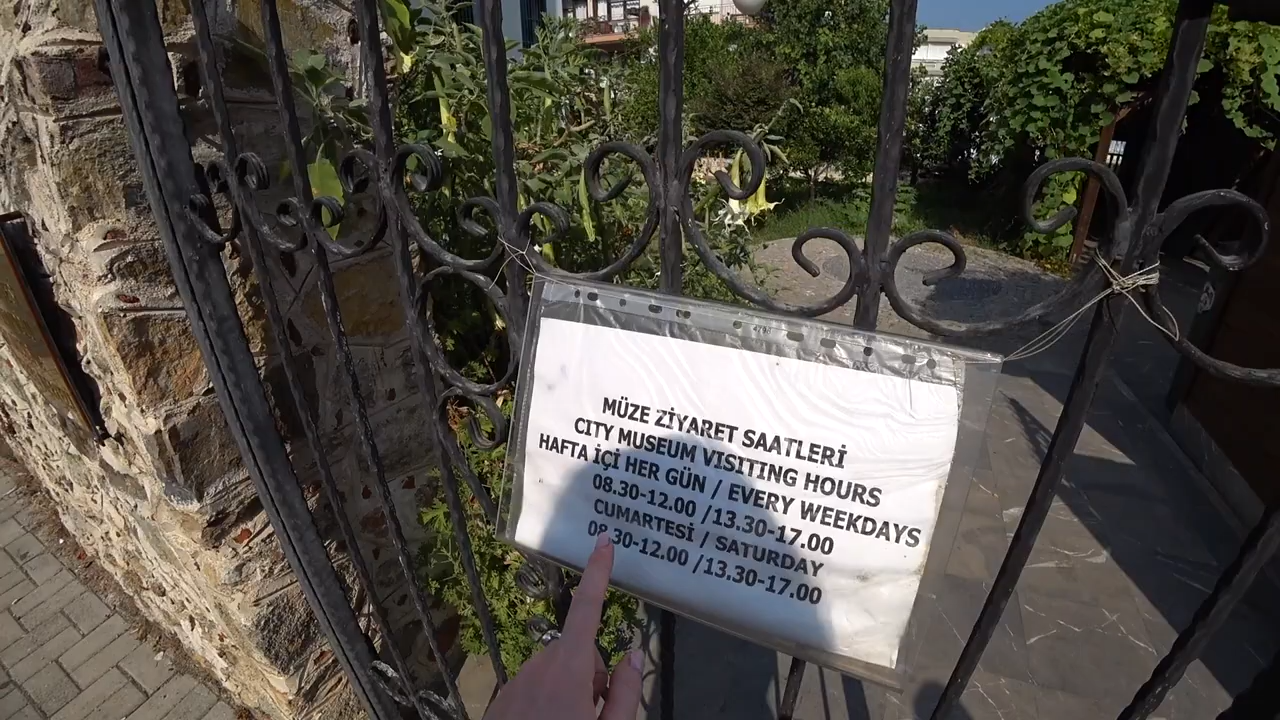 MÜZE ZİYARET SAATLERİ
CITY MUSEUM VISITING HOURS
HAFTA İÇİ HER GÜN / EVERY WEEKDAYS
08.30-12.00 /13.30-17.00
CUMARTESİ / SATURDAY
08.30-12.00 /13.30-17.00